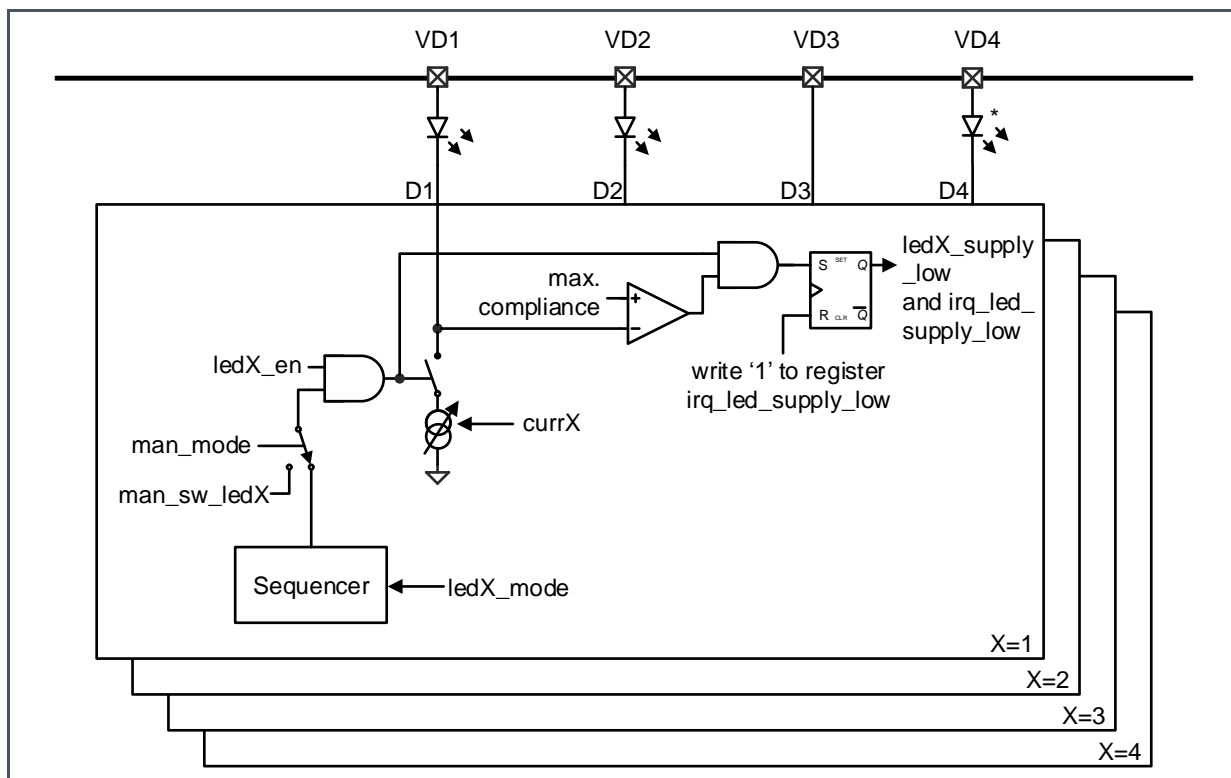 VD1
VD2
VD3
VD4
*
D1
D2
D3
D4
max.
compliance
S
SET
Q
R
CLR
Q
ledX_supply
_low
and irq_led_
supply_low
write ‘1’ to register
irq_led_supply_low
ledX_en
currX
man_mode
man_sw_ledX
Sequencer
ledX_mode
X=1
X=2
X=3
X=4